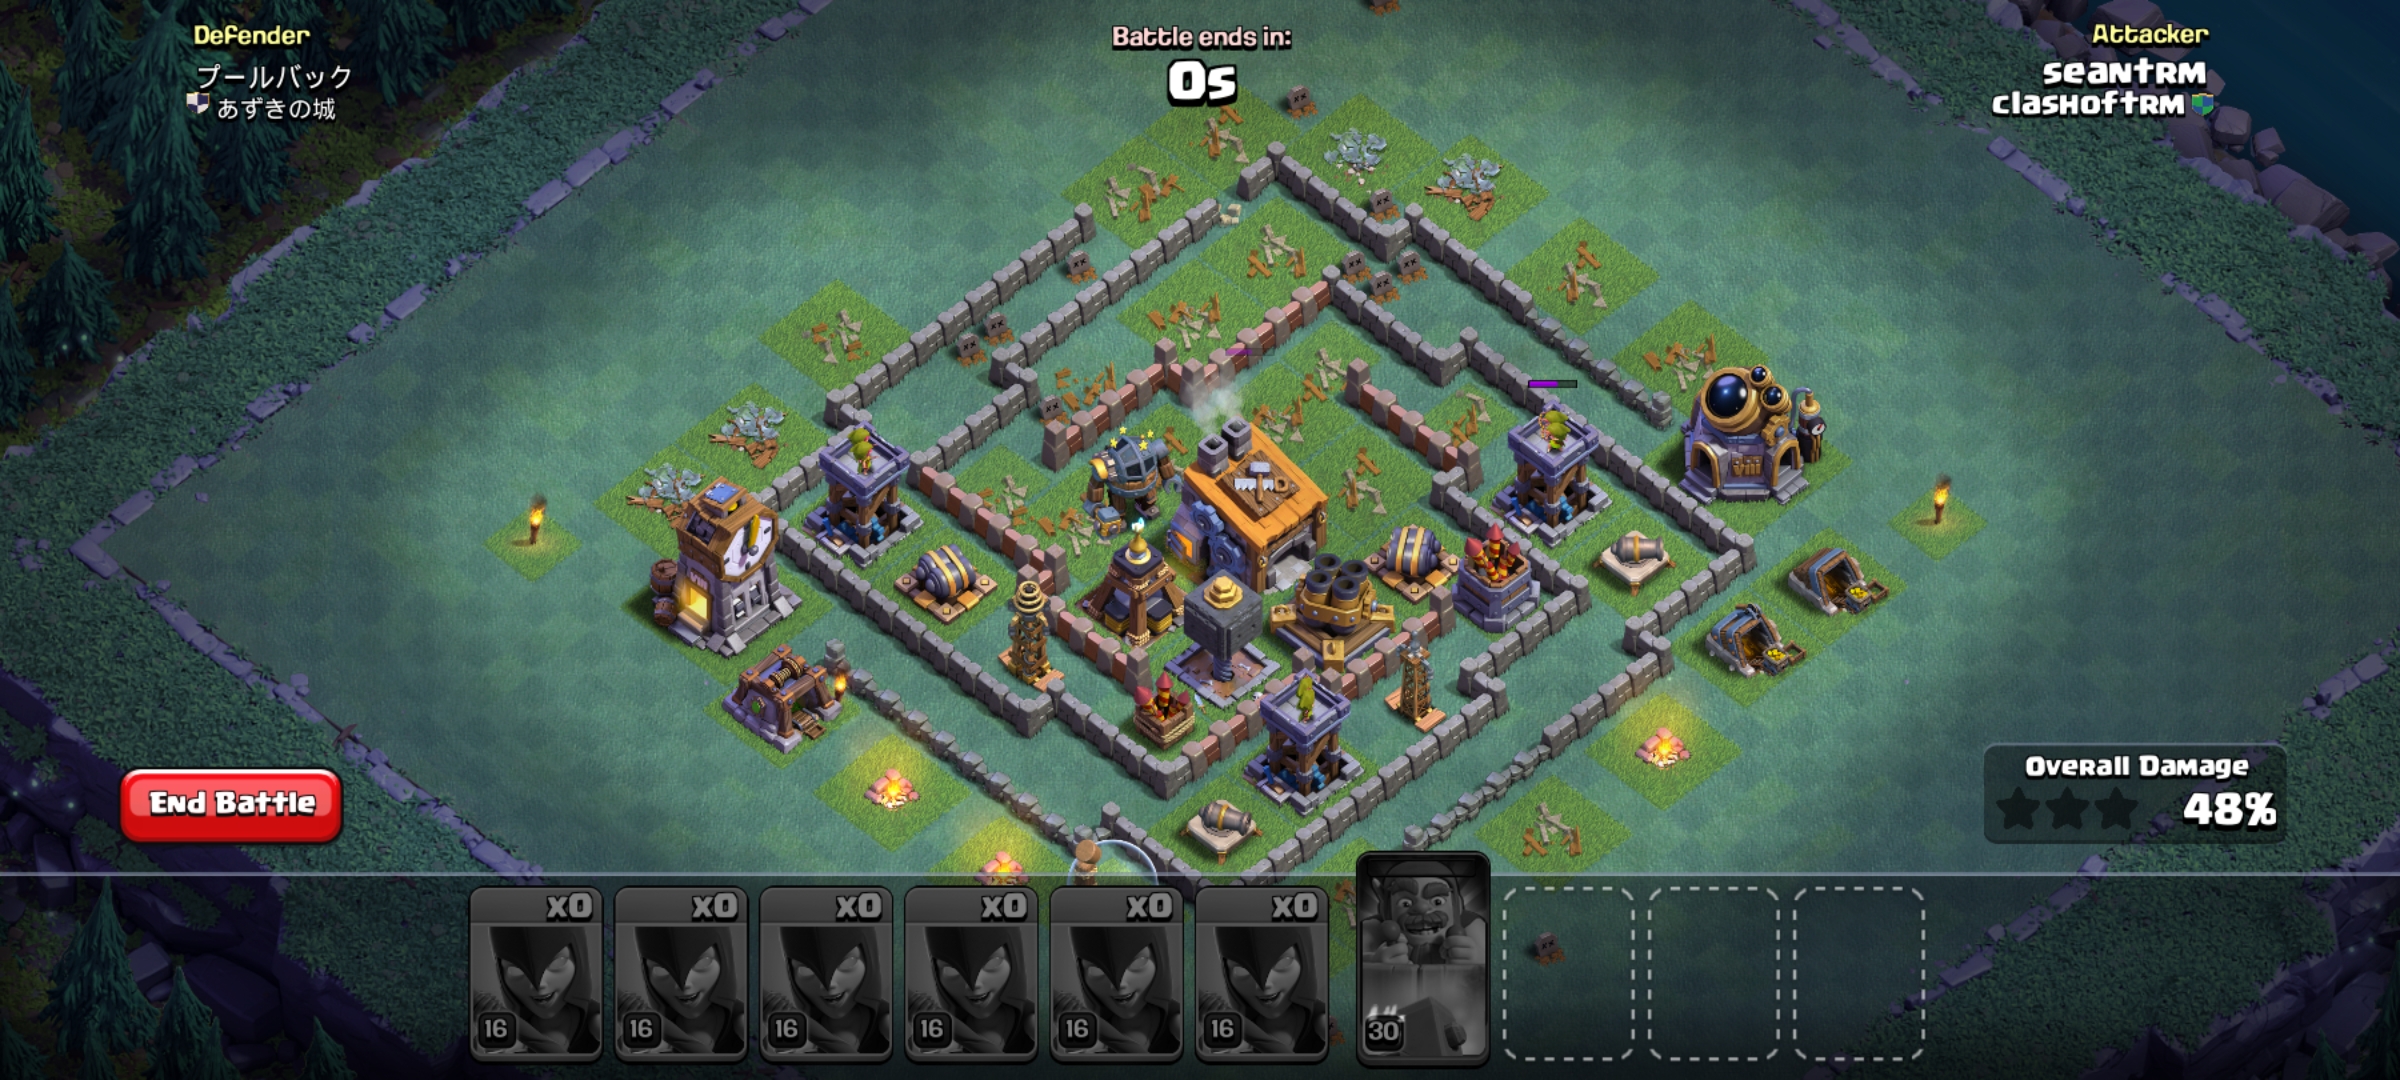 Defender
プールバック
あずきの城
Battle ends in:
0s
Attacker
seantRM
clashoftRM
VIII
End Battle
Overall Damage
48%
x0
x0
x0
x0
x0
x0
16
16
16
16
16
16
30